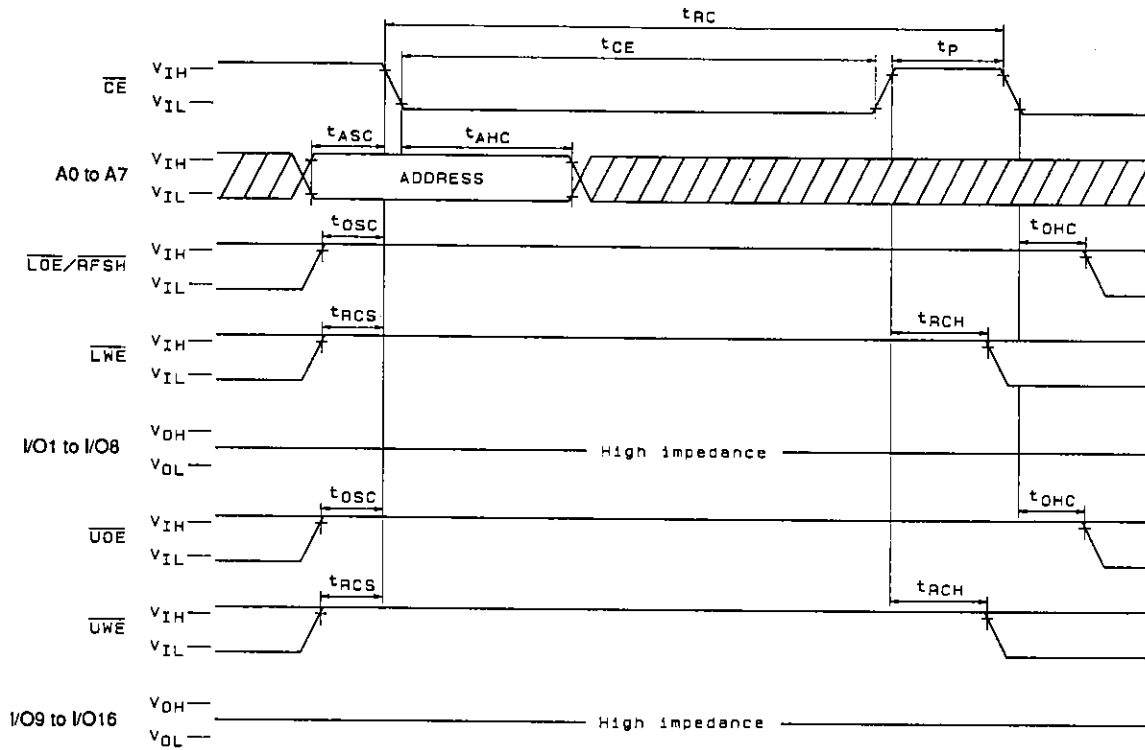 tRC
tCE
tP
CE
VIH
VIL
tASC
tAHC
A0 to A7
VIH
VIL
ADDRESS
tOSC
tOHC
LOE/RFSH
VIH
VIL
tRCS
tRCH
LWE
VIH
VIL
I/O1 to I/O8
VOH
VOL
High impedance
tOSC
tOHC
UOE
VIH
VIL
tRCS
tRCH
UWE
VIH
VIL
I/O9 to I/O16
VOH
VOL
High impedance